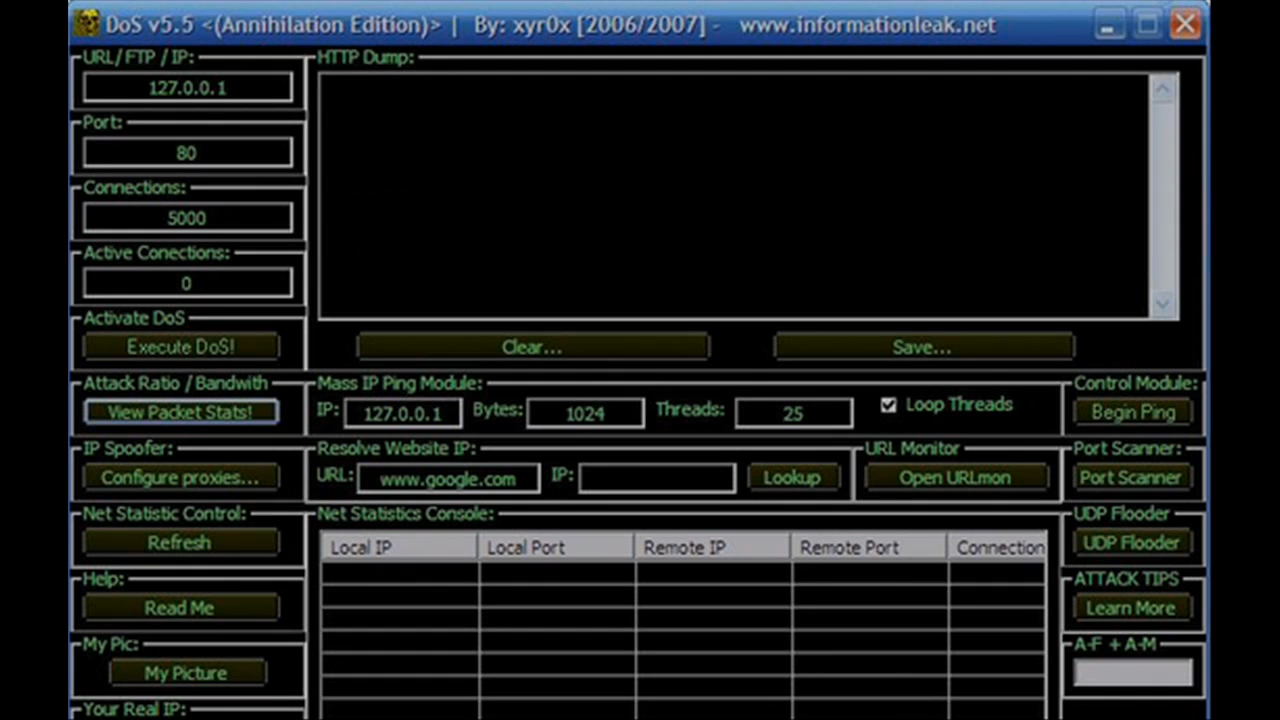 DoS v5.5 <(Annihilation Edition)> | By: xyr0x [2006/2007] - www.informationleak.net
URL/ FTP / IP:
127.0.0.1
HTTP Dump:
Port:
80
Connections:
5000
Active Conections:
0
Activate DoS
Execute DoS!
Clear...
Save...
Attack Ratio / Bandwith
View Packet Stats!
Mass IP Ping Module:
IP: 127.0.0.1 Bytes: 1024 Threads: 25 Loop Threads
Control Module:
Begin Ping
IP Spoofer:
Configure proxies...
Resolve Website IP:
URL: www.google.com IP: Lookup
URL Monitor
Open URLmon
Port Scanner:
Port Scanner
Net Statistic Control:
Refresh
Net Statistics Console:
Local IP Local Port Remote IP Remote Port Connection
UDP Flooder
UDP Flooder
Help:
Read Me
ATTACK TIPS
Learn More
My Pic:
My Picture
A-F + A-M
Your Real IP: